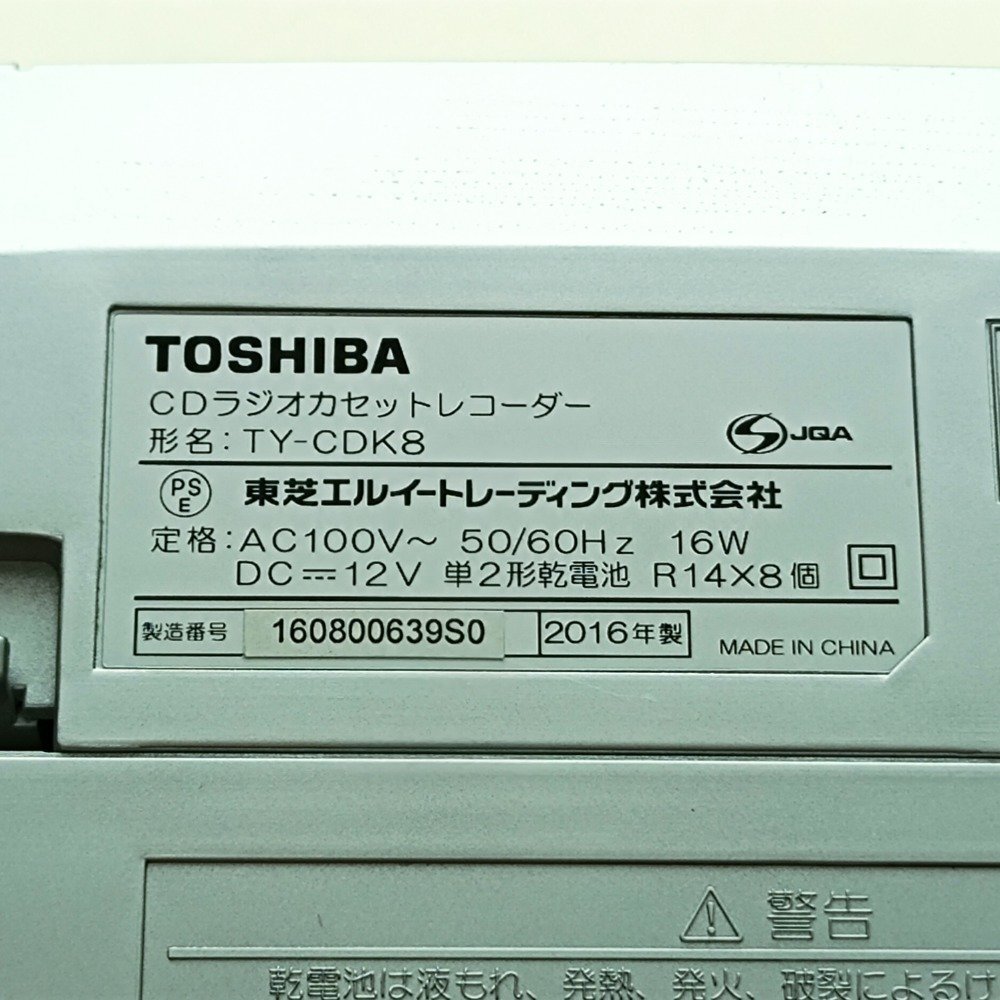 TOSHIBA
CDラジオカセットレコーダー
形名:TY-CDK8
JQA
PSE
東芝エルイートレーディング株式会社
定格:AC100V〜 50/60Hz 16W
DC⎓12V 単2形乾電池 R14×8個
製造番号 160800639S0 2016年製
MADE IN CHINA
警告
乾電池は液もれ、発熱、発火、破裂によるけ